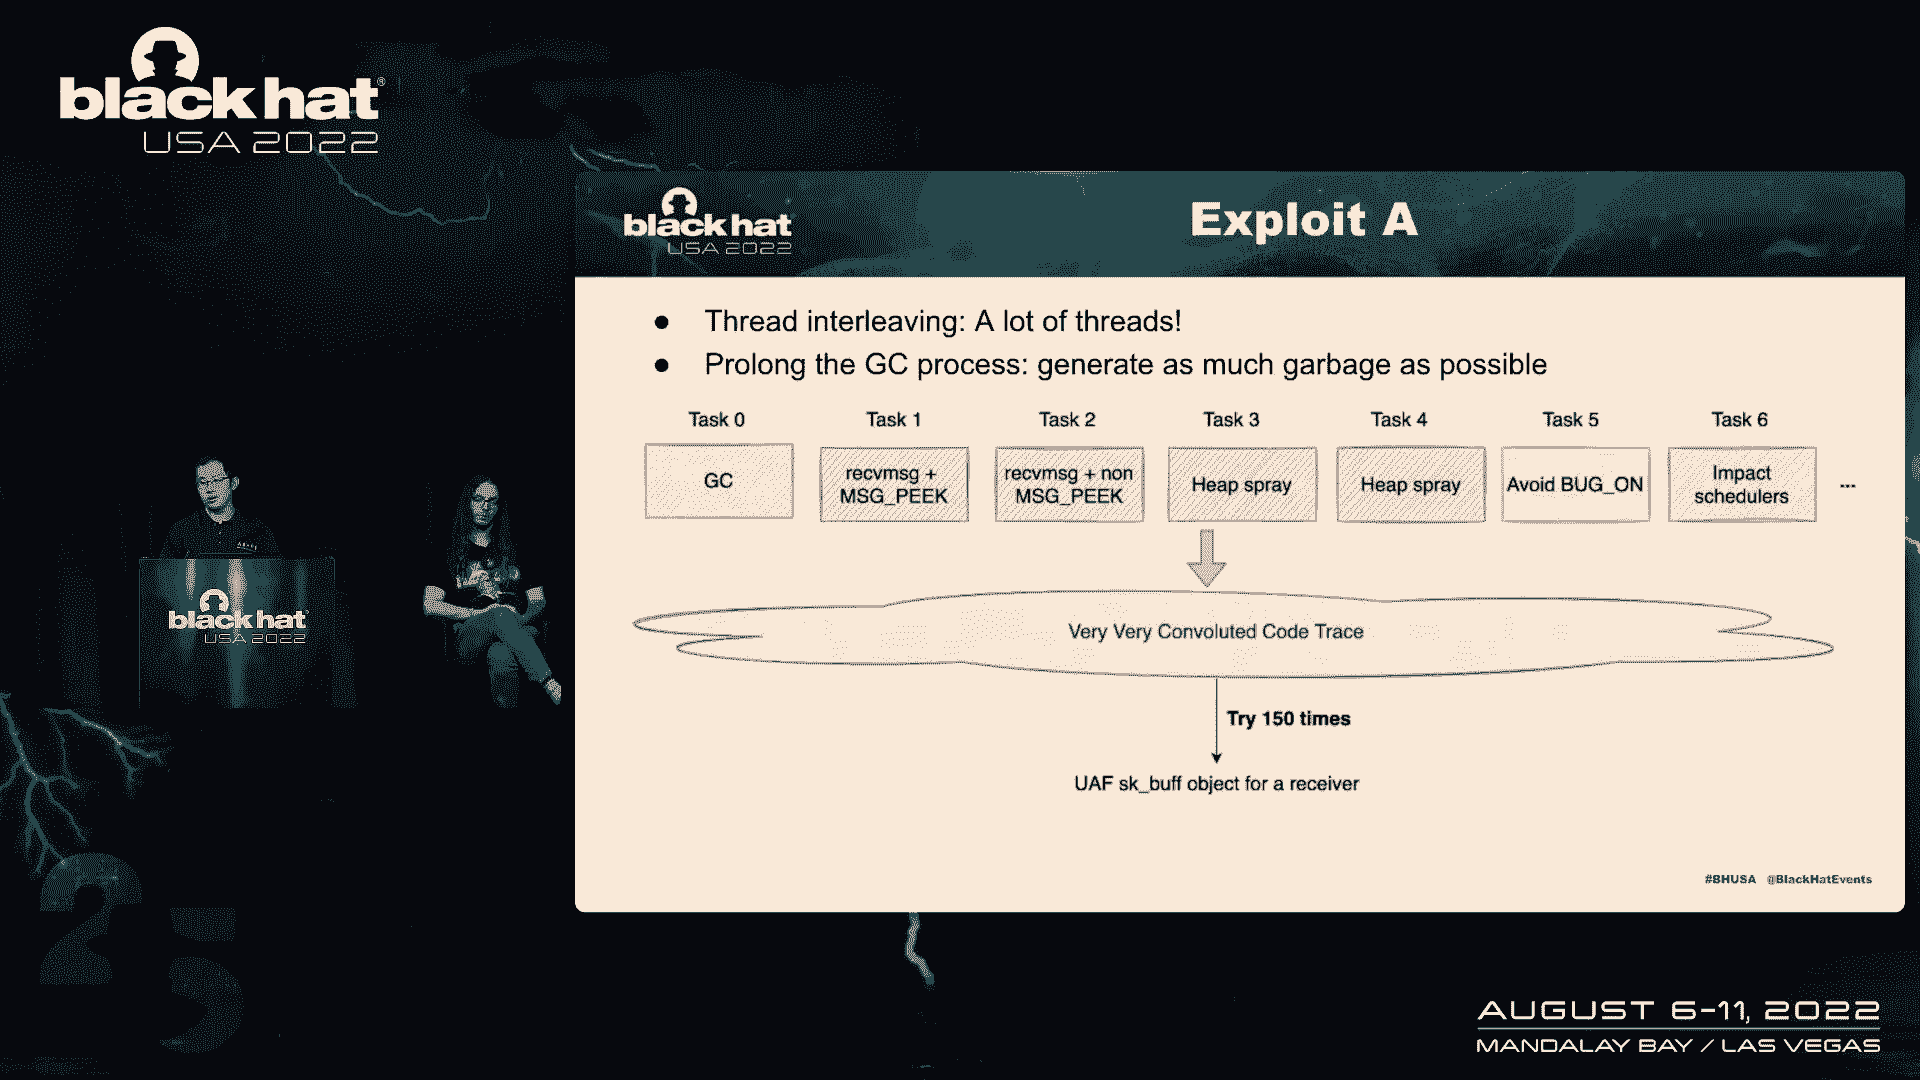 black hat®
USA 2022
black hat
USA 2022
Exploit A
● Thread interleaving: A lot of threads!
● Prolong the GC process: generate as much garbage as possible
Task 0 Task 1 Task 2 Task 3 Task 4 Task 5 Task 6
GC
recvmsg +
MSG_PEEK
recvmsg + non
MSG_PEEK
Heap spray
Heap spray
Avoid BUG_ON
Impact
schedulers
...
Very Very Convoluted Code Trace
Try 150 times
UAF sk_buff object for a receiver
#BHUSA @BlackHatEvents
black hat
USA 2022
25
AUGUST 6-11, 2022
MANDALAY BAY / LAS VEGAS